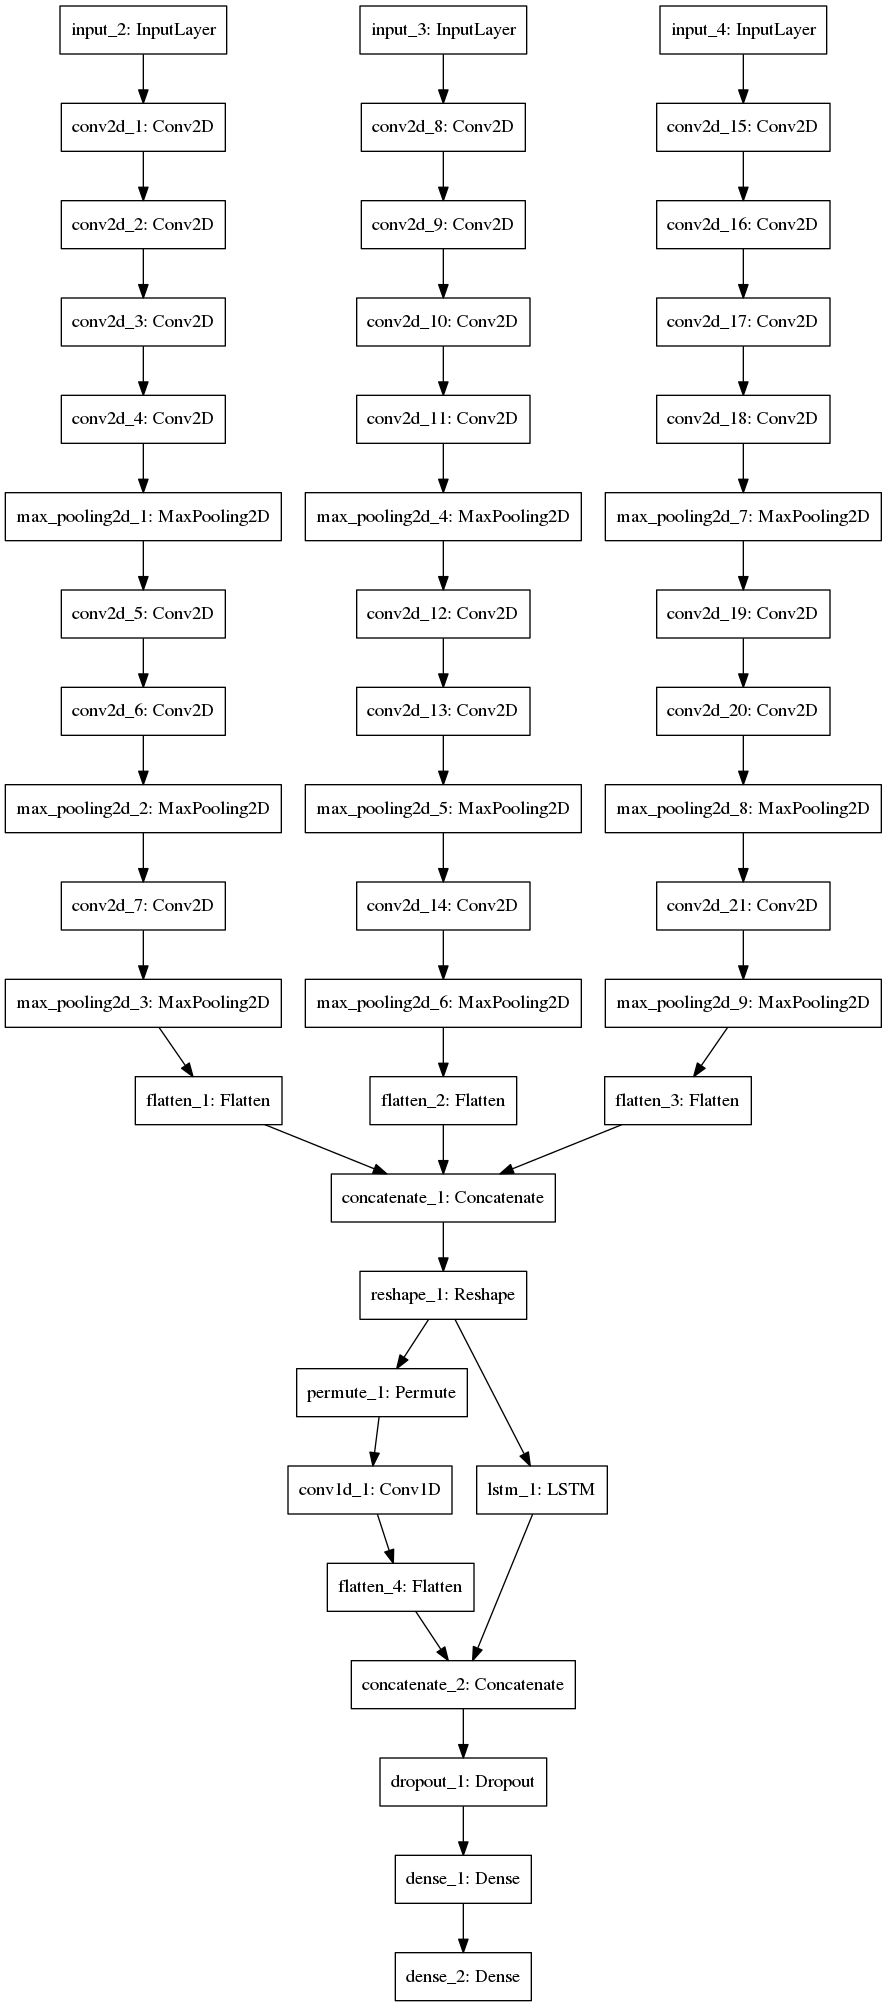 input_2: InputLayer
input_3: InputLayer
input_4: InputLayer
conv2d_1: Conv2D
conv2d_8: Conv2D
conv2d_15: Conv2D
conv2d_2: Conv2D
conv2d_9: Conv2D
conv2d_16: Conv2D
conv2d_3: Conv2D
conv2d_10: Conv2D
conv2d_17: Conv2D
conv2d_4: Conv2D
conv2d_11: Conv2D
conv2d_18: Conv2D
max_pooling2d_1: MaxPooling2D
max_pooling2d_4: MaxPooling2D
max_pooling2d_7: MaxPooling2D
conv2d_5: Conv2D
conv2d_12: Conv2D
conv2d_19: Conv2D
conv2d_6: Conv2D
conv2d_13: Conv2D
conv2d_20: Conv2D
max_pooling2d_2: MaxPooling2D
max_pooling2d_5: MaxPooling2D
max_pooling2d_8: MaxPooling2D
conv2d_7: Conv2D
conv2d_14: Conv2D
conv2d_21: Conv2D
max_pooling2d_3: MaxPooling2D
max_pooling2d_6: MaxPooling2D
max_pooling2d_9: MaxPooling2D
flatten_1: Flatten
flatten_2: Flatten
flatten_3: Flatten
concatenate_1: Concatenate
reshape_1: Reshape
permute_1: Permute
conv1d_1: Conv1D
lstm_1: LSTM
flatten_4: Flatten
concatenate_2: Concatenate
dropout_1: Dropout
dense_1: Dense
dense_2: Dense